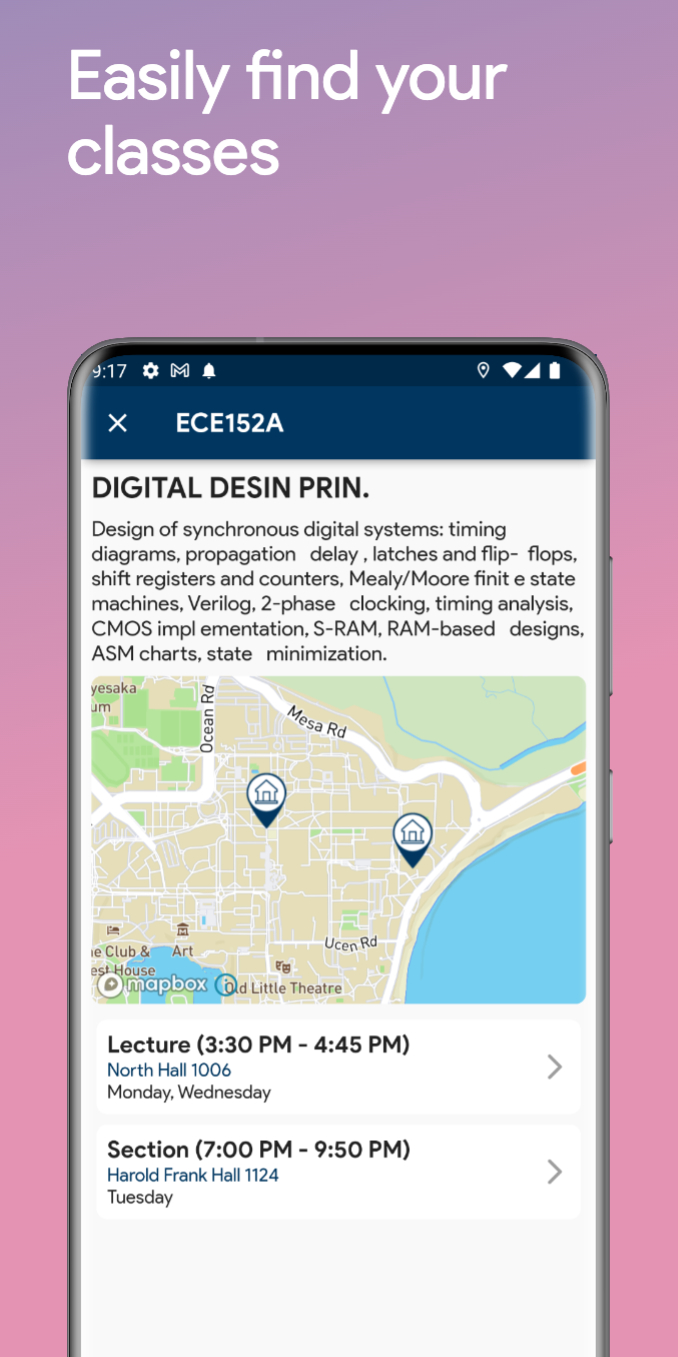 Easily find your
classes
9:17
ECE152A
DIGITAL DESIN PRIN.
Design of synchronous digital systems: timing
diagrams, propagation   delay , latches and flip-  flops,
shift registers and counters, Mealy/Moore finit e state
machines, Verilog, 2-phase   clocking, timing analysis,
CMOS impl ementation, S-RAM, RAM-based   designs,
ASM charts, state   minimization.
yesaka
um
Ocean Rd
Mesa Rd
Ucen Rd
e Club &
est House
Art
mapbox
Old Little Theatre
Lecture (3:30 PM - 4:45 PM)
North Hall 1006
Monday, Wednesday
Section (7:00 PM - 9:50 PM)
Harold Frank Hall 1124
Tuesday